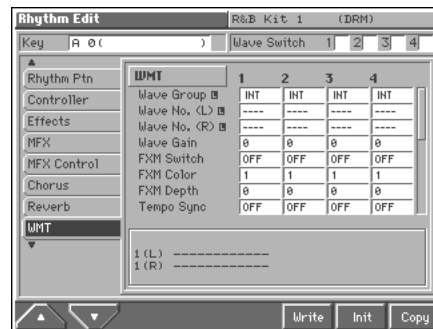 Rhythm Edit R&B Kit 1 (DRM)
Key A 0( ) Wave Switch 1 2 3 4
Rhythm Ptn
Controller
Effects
MFX
MFX Control
Chorus
Reverb
WMT
WMT 1 2 3 4
Wave Group INT INT INT INT
Wave No. (L) ---- ---- ---- ----
Wave No. (R) ---- ---- ---- ----
Wave Gain 0 0 0 0
FXM Switch OFF OFF OFF OFF
FXM Color 1 1 1 1
FXM Depth 0 0 0 0
Tempo Sync OFF OFF OFF OFF
1(L) ------------
1(R) ------------
Write Init Copy